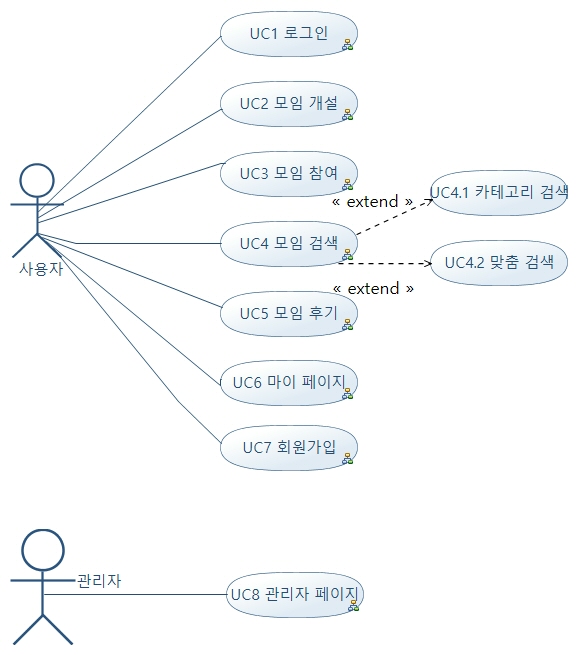 UC1 로그인
UC2 모임 개설
UC3 모임 참여
« extend »
UC4.1 카테고리 검색
UC4 모임 검색
UC4.2 맞춤 검색
사용자
« extend »
UC5 모임 후기
UC6 마이 페이지
UC7 회원가입
관리자
UC8 관리자 페이지